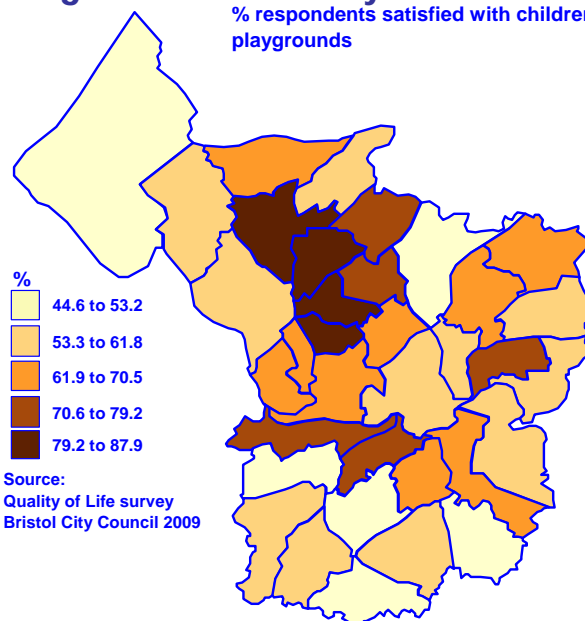 % respondents satisfied with children
playgrounds
%
44.6 to 53.2
53.3 to 61.8
61.9 to 70.5
70.6 to 79.2
79.2 to 87.9
Source:
Quality of Life survey
Bristol City Council 2009